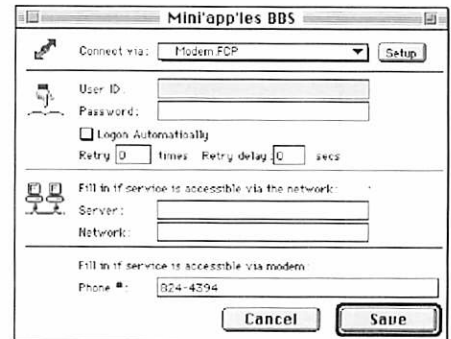 Mini'app'les BBS
Connect via: Modem.FCP Setup
User ID:
Password:
Logon Automatically
Retry 0 times Retry delay: 0 secs
Fill in if service is accessible via the network:
Server:
Network:
Fill in if service is accessible via modem:
Phone #: 824-4394
Cancel Save